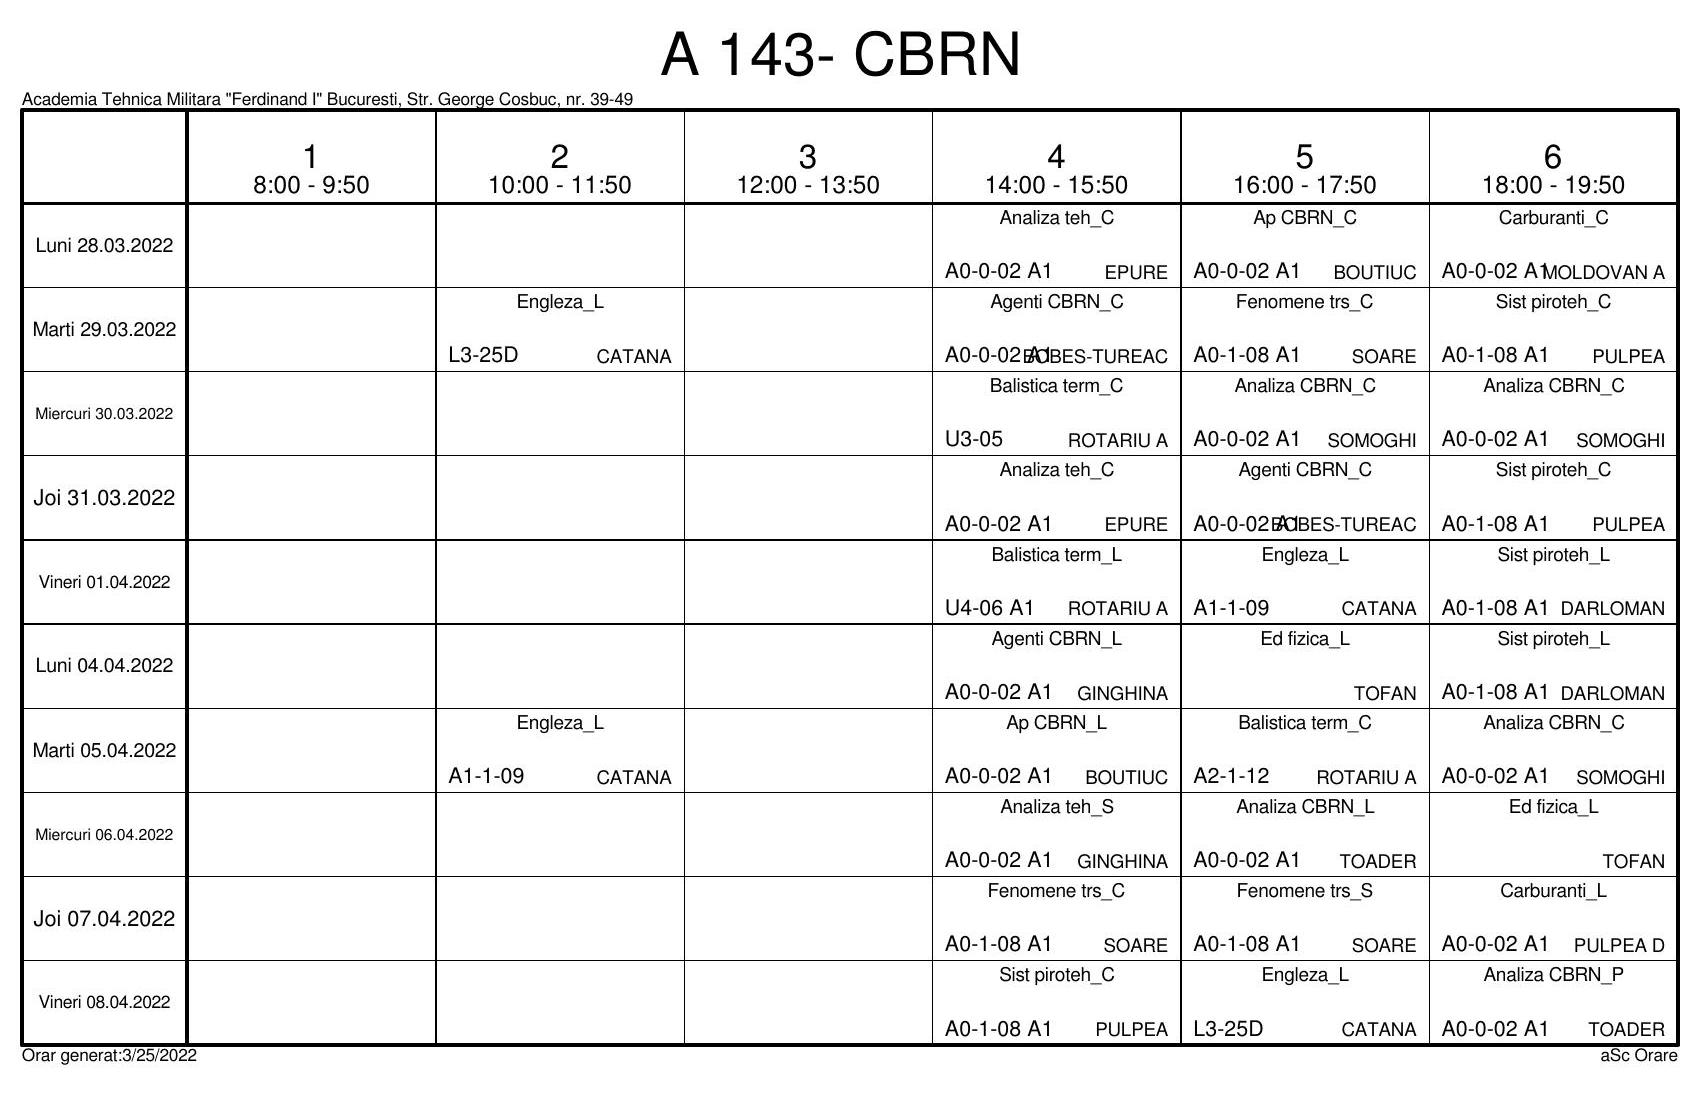 A 143- CBRN
Academia Tehnica Militara "Ferdinand I" Bucuresti, Str. George Cosbuc, nr. 39-49
1 2 3 4 5 6
8:00 - 9:50 10:00 - 11:50 12:00 - 13:50 14:00 - 15:50 16:00 - 17:50 18:00 - 19:50
Analiza teh_C Ap CBRN_C Carburanti_C
Luni 28.03.2022
A0-0-02 A1 EPURE A0-0-02 A1 BOUTIUC A0-0-02 A1 MOLDOVAN A
Engleza_L Agenti CBRN_C Fenomene trs_C Sist piroteh_C
Marti 29.03.2022
L3-25D CATANA A0-0-02 A1 BOBES-TUREAC A0-1-08 A1 SOARE A0-1-08 A1 PULPEA
Balistica term_C Analiza CBRN_C Analiza CBRN_C
Miercuri 30.03.2022
U3-05 ROTARIU A A0-0-02 A1 SOMOGHI A0-0-02 A1 SOMOGHI
Analiza teh_C Agenti CBRN_C Sist piroteh_C
Joi 31.03.2022
A0-0-02 A1 EPURE A0-0-02 A1 BOBES-TUREAC A0-1-08 A1 PULPEA
Balistica term_L Engleza_L Sist piroteh_L
Vineri 01.04.2022
U4-06 A1 ROTARIU A A1-1-09 CATANA A0-1-08 A1 DARLOMAN
Agenti CBRN_L Ed fizica_L Sist piroteh_L
Luni 04.04.2022
A0-0-02 A1 GINGHINA TOFAN A0-1-08 A1 DARLOMAN
Engleza_L Ap CBRN_L Balistica term_C Analiza CBRN_C
Marti 05.04.2022
A1-1-09 CATANA A0-0-02 A1 BOUTIUC A2-1-12 ROTARIU A A0-0-02 A1 SOMOGHI
Analiza teh_S Analiza CBRN_L Ed fizica_L
Miercuri 06.04.2022
A0-0-02 A1 GINGHINA A0-0-02 A1 TOADER TOFAN
Fenomene trs_C Fenomene trs_S Carburanti_L
Joi 07.04.2022
A0-1-08 A1 SOARE A0-1-08 A1 SOARE A0-0-02 A1 PULPEA D
Sist piroteh_C Engleza_L Analiza CBRN_P
Vineri 08.04.2022
A0-1-08 A1 PULPEA L3-25D CATANA A0-0-02 A1 TOADER
Orar generat:3/25/2022 aSc Orare